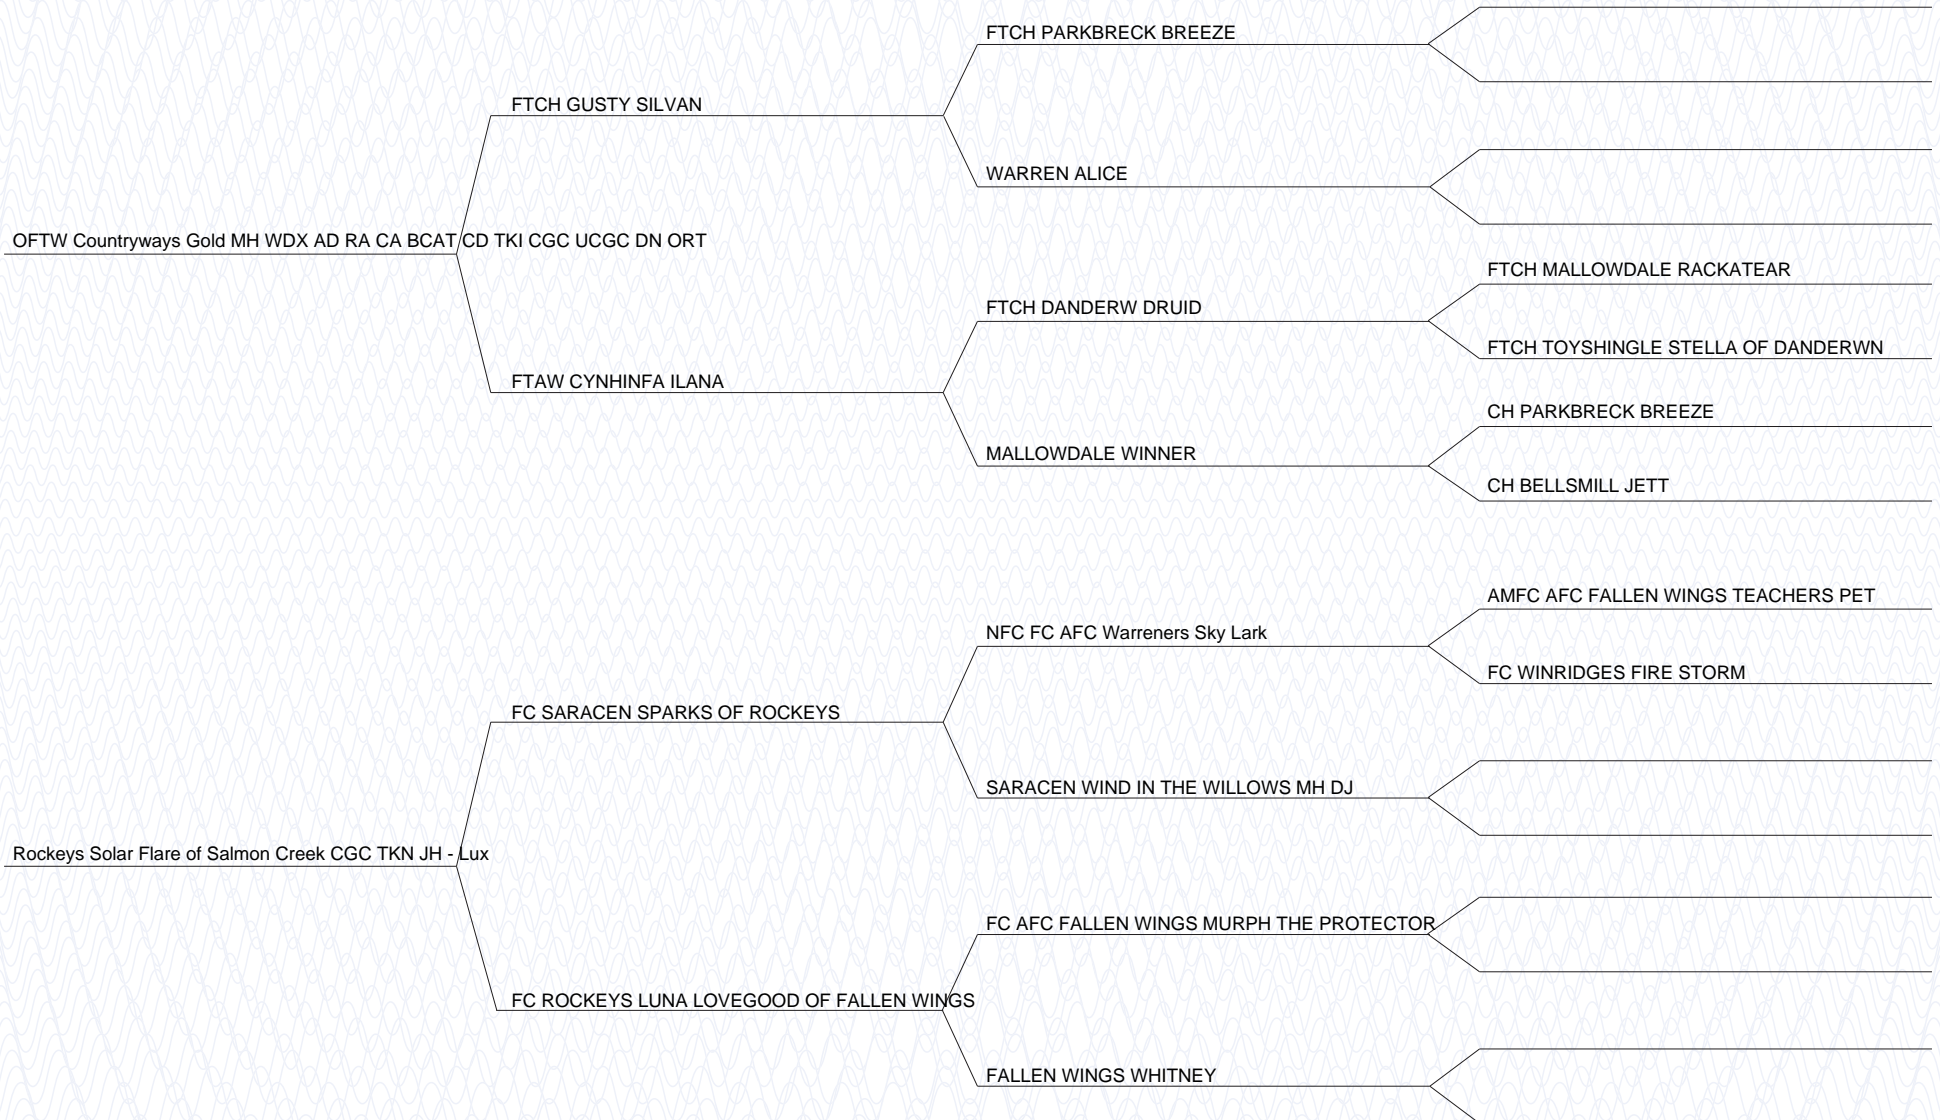 FTCH PARKBRECK BREEZE
FTCH GUSTY SILVAN
WARREN ALICE
OFTW Countryways Gold MH WDX AD RA CA BCAT CD TKI CGC UCGC DN ORT
FTCH MALLOWDALE RACKATEAR
FTCH DANDERW DRUID
FTCH TOYSHINGLE STELLA OF DANDERWN
FTAW CYNHINFA ILANA
CH PARKBRECK BREEZE
MALLOWDALE WINNER
CH BELLSMILL JETT
AMFC AFC FALLEN WINGS TEACHERS PET
NFC FC AFC Warreners Sky Lark
FC WINRIDGES FIRE STORM
FC SARACEN SPARKS OF ROCKEYS
SARACEN WIND IN THE WILLOWS MH DJ
Rockeys Solar Flare of Salmon Creek CGC TKN JH - Lux
FC AFC FALLEN WINGS MURPH THE PROTECTOR
FC ROCKEYS LUNA LOVEGOOD OF FALLEN WINGS
FALLEN WINGS WHITNEY